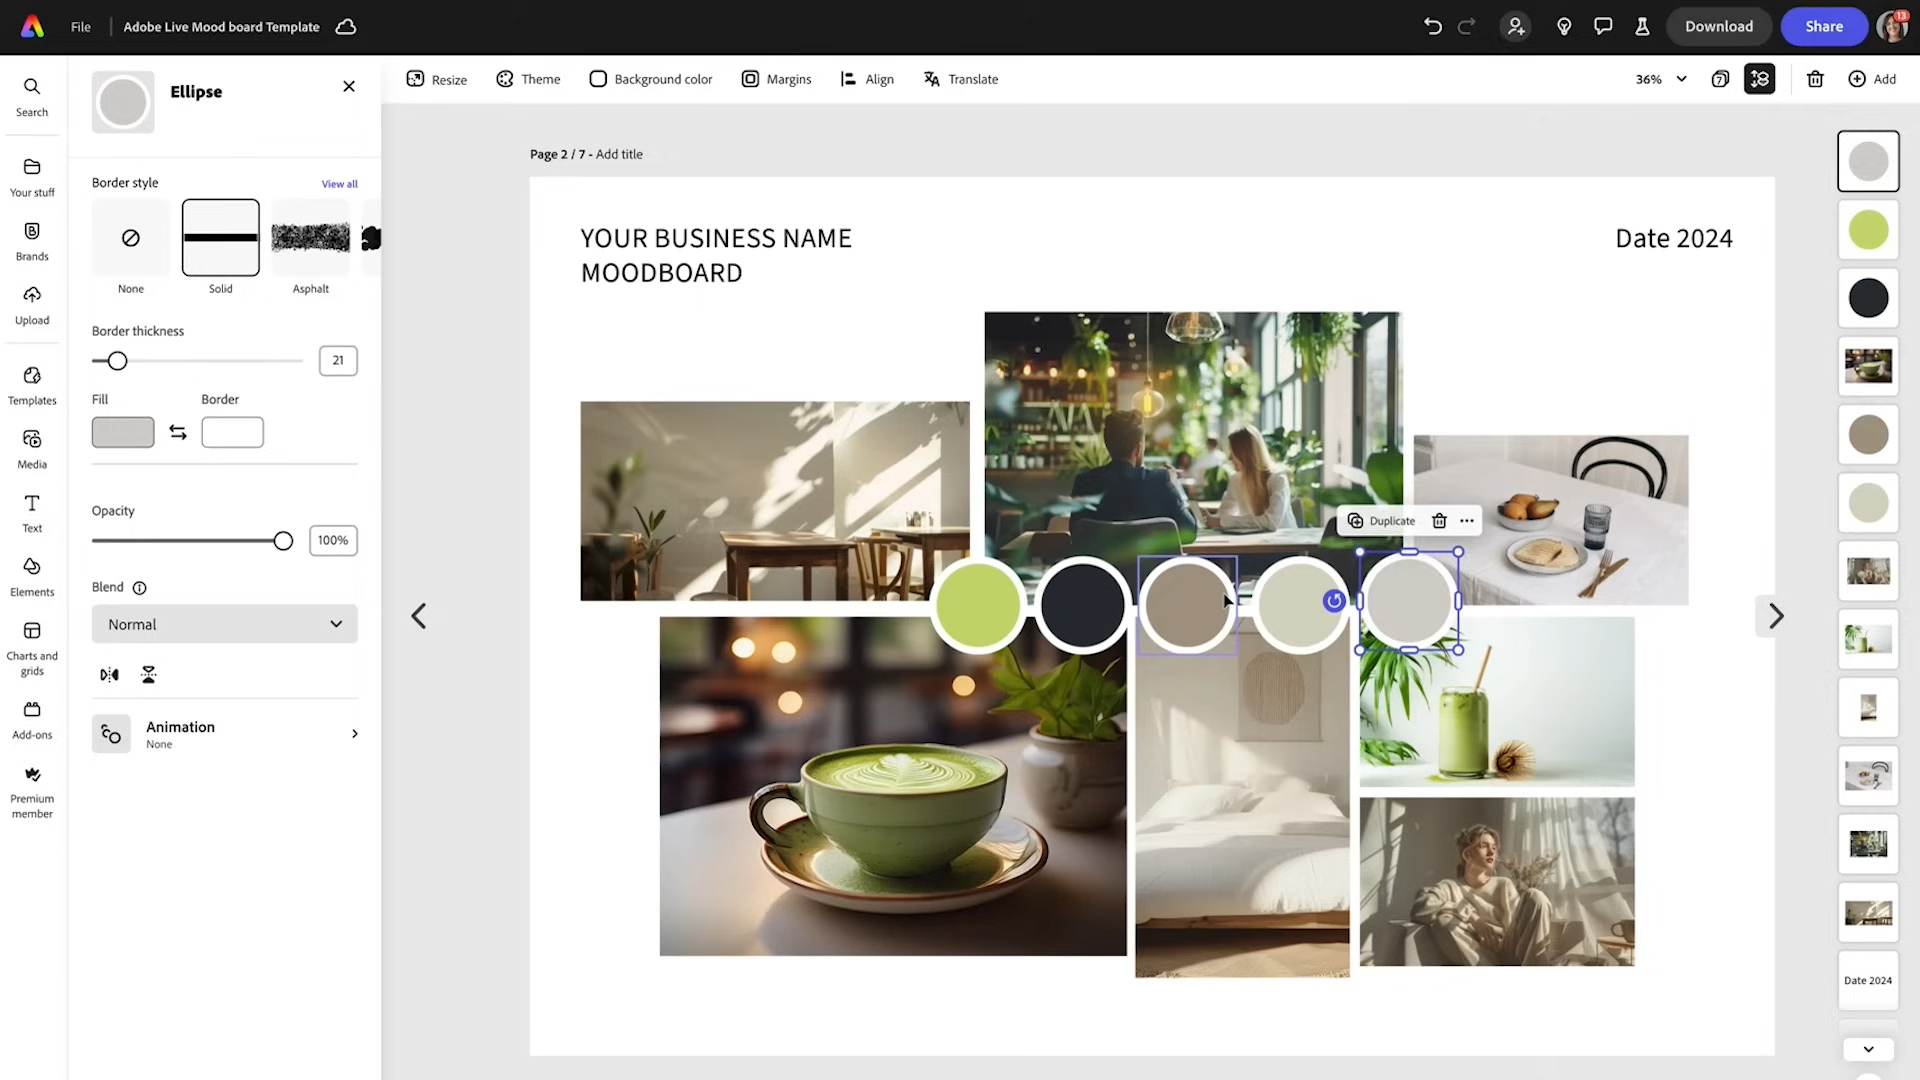 File
Adobe Live Mood board Template
Download
Share
13
Search
Your stuff
Brands
Upload
Templates
Media
Text
Elements
Charts and
grids
Add-ons
Premium
member
Ellipse
Border style
View all
None
Solid
Asphalt
Border thickness
21
Fill
Border
Opacity
100%
Blend
Normal
Animation
None
Resize
Theme
Background color
Margins
Align
Translate
36%
7
Add
Page 2 / 7 - Add title
YOUR BUSINESS NAME
MOODBOARD
Date 2024
Duplicate
Date 2024